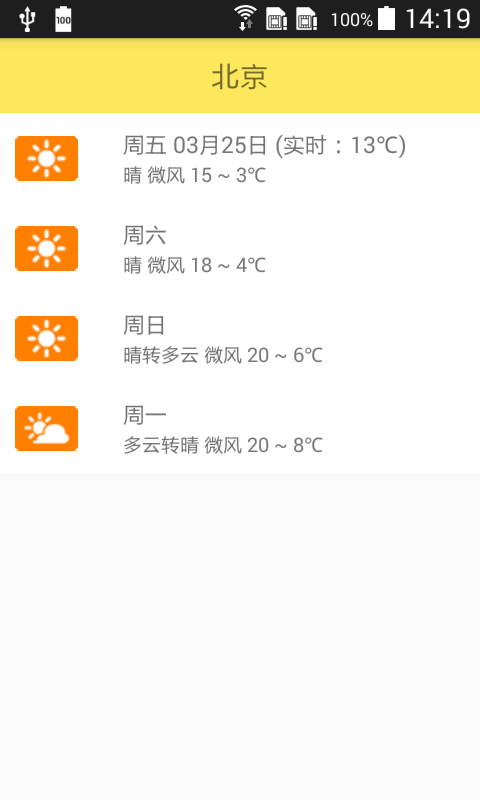 100 100% 14:19
北京
周五 03月25日 (实时：13℃)
晴 微风 15 ~ 3℃
周六
晴 微风 18 ~ 4℃
周日
晴转多云 微风 20 ~ 6℃
周一
多云转晴 微风 20 ~ 8℃